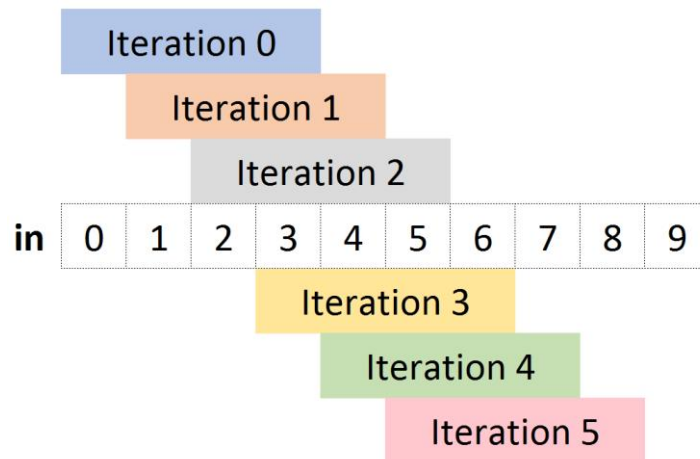 Iteration 0
Iteration 1
Iteration 2
in 0 1 2 3 4 5 6 7 8 9
Iteration 3
Iteration 4
Iteration 5